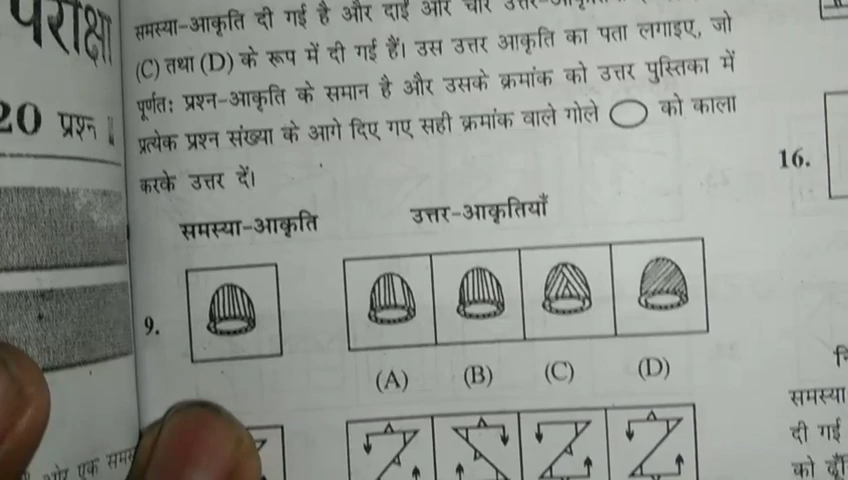 परीक्षा
20 प्रश्न
समस्या-आकृति दी गई है और दाईं ओर चार
(C) तथा (D) के रूप में दी गई हैं। उस उत्तर आकृति का पता लगाइए, जो
पूर्णतः प्रश्न-आकृति के समान है और उसके क्रमांक को उत्तर पुस्तिका में
प्रत्येक प्रश्न संख्या के आगे दिए गए सही क्रमांक वाले गोले को काला
करके उत्तर दें।
समस्या-आकृति उत्तर-आकृतियाँ
9.
(A) (B) (C) (D)
ओर एक
16.
समस्या
दी गई
को